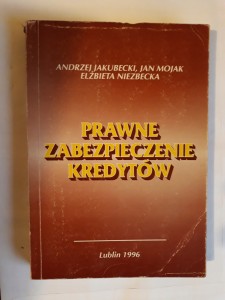 ANDRZEJ JAKUBECKI, JAN MOJAK
ELŻBIETA NIEZBECKA
PRAWNE
ZABEZPIECZENIE
KREDYTÓW
Lublin 1996